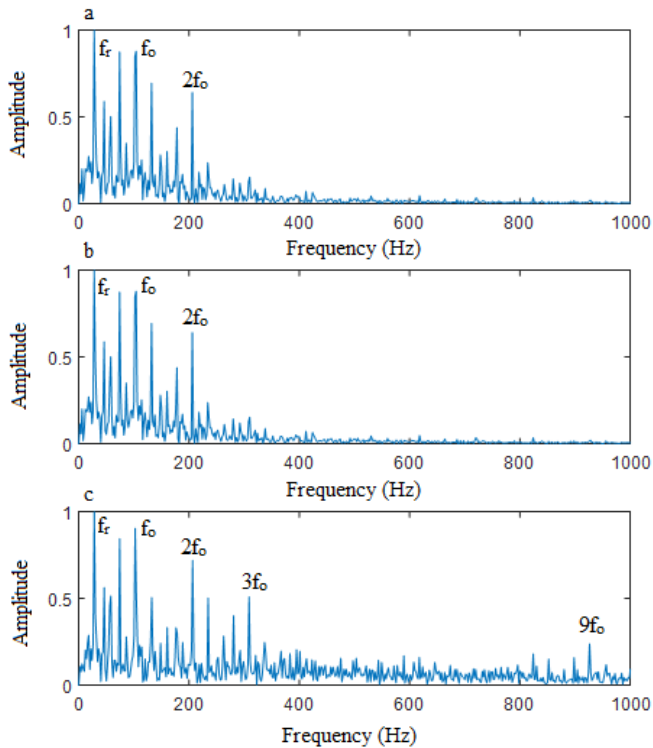 a
1
fᵣ
fₒ
2fₒ
0.5
0
Amplitude
0 200 400 600 800 1000
Frequency (Hz)
b
1
fᵣ
fₒ
2fₒ
0.5
0
Amplitude
0 200 400 600 800 1000
Frequency (Hz)
c
1
fᵣ
fₒ
2fₒ
3fₒ
9fₒ
0.5
0
Amplitude
0 200 400 600 800 1000
Frequency (Hz)